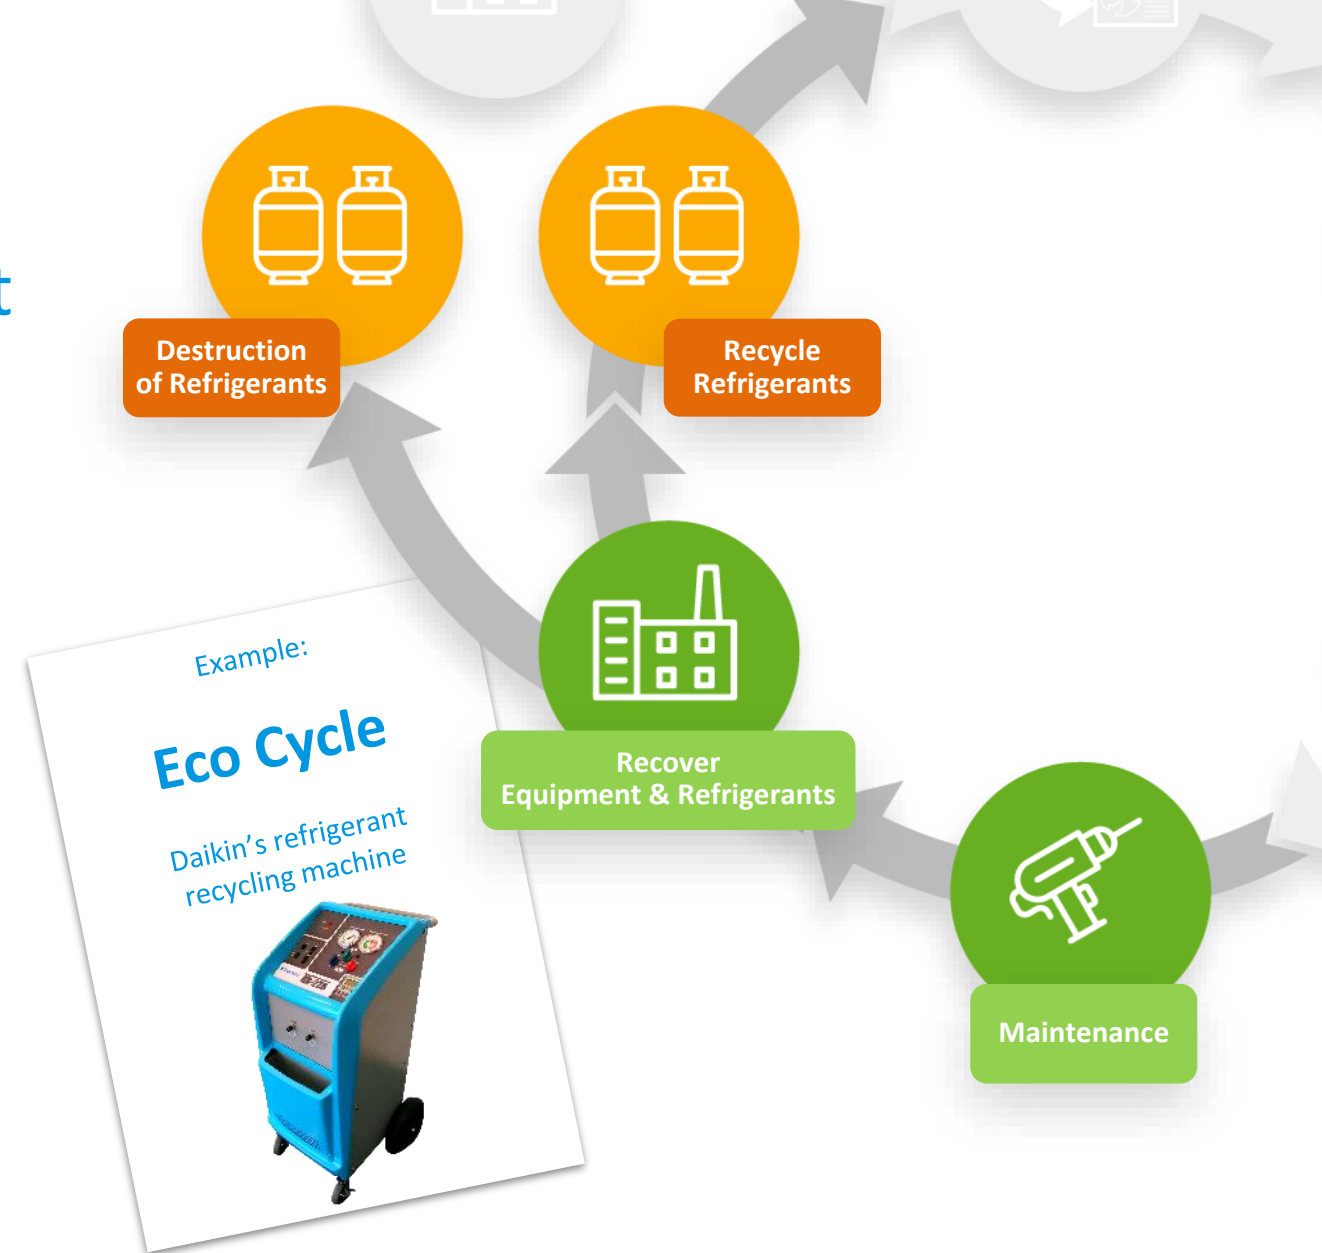 t
Destruction
of Refrigerants
Recycle
Refrigerants
Recover
Equipment & Refrigerants
Maintenance
Example:
Eco Cycle
Daikin's refrigerant
recycling machine